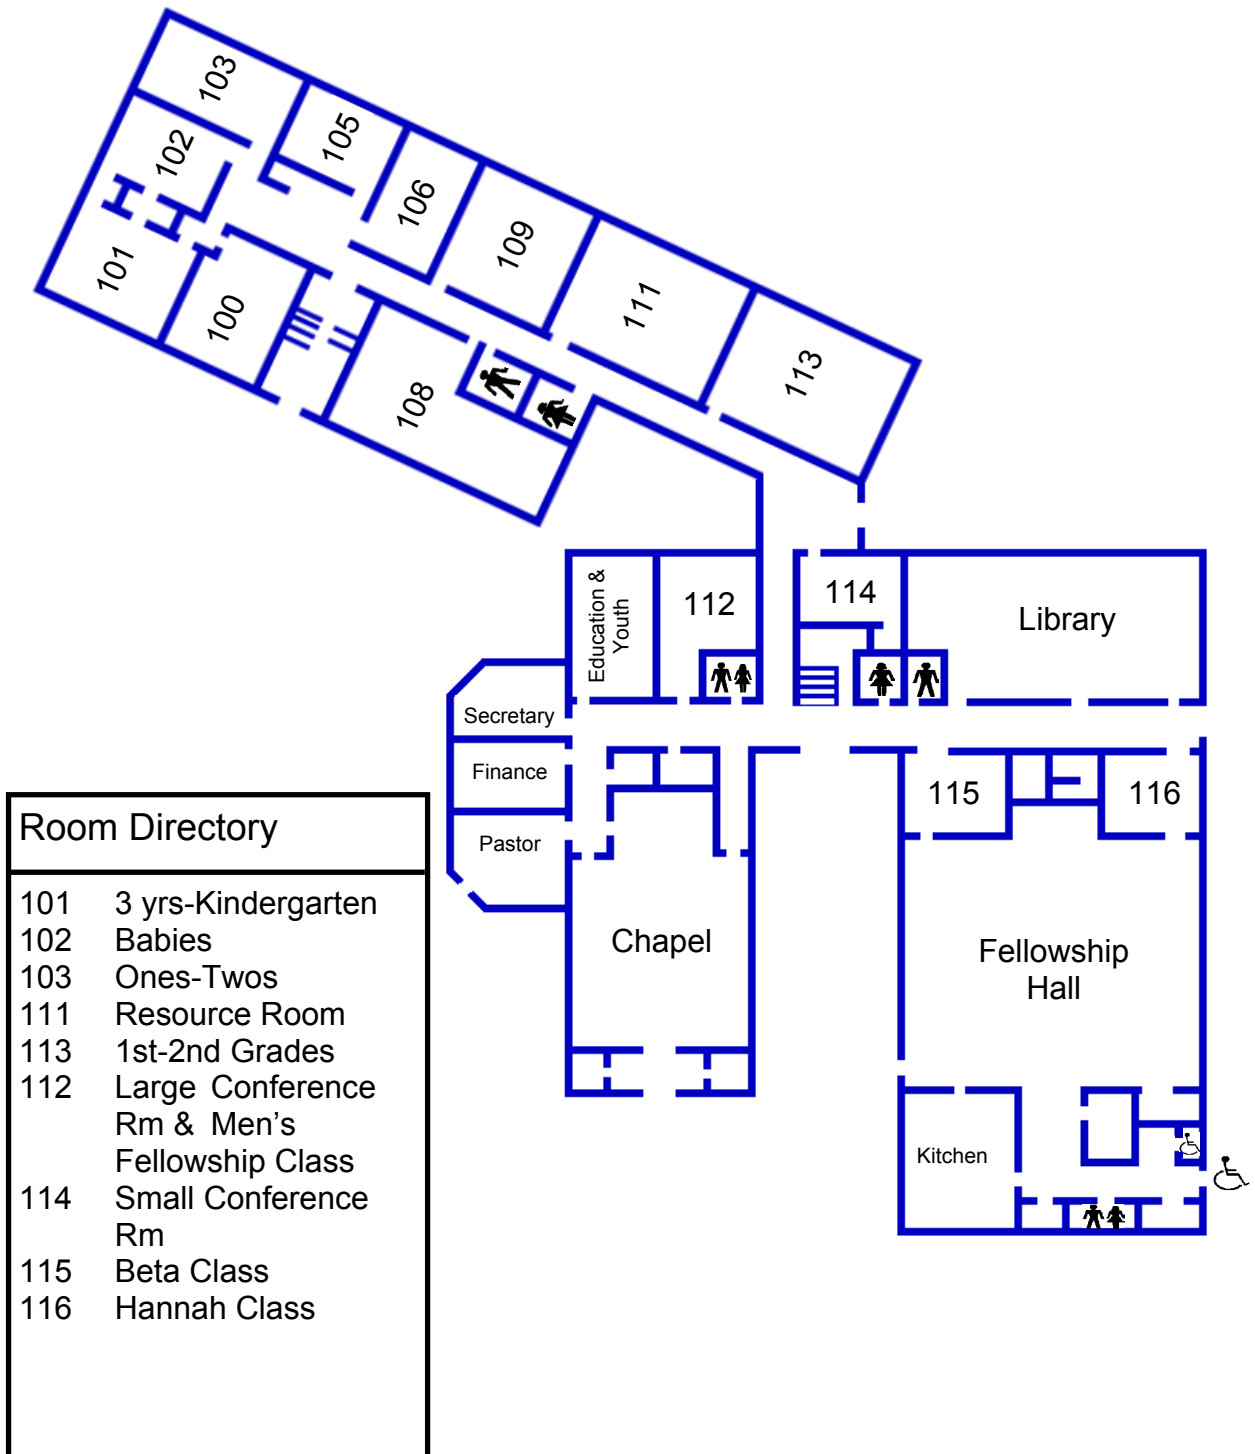 103
105
102
106
109
101
100
111
113
108
Education &
Youth
112
114
Library
Secretary
Finance
115
116
Pastor
Chapel
Fellowship
Hall
Kitchen
Room Directory
101 3 yrs-Kindergarten
102 Babies
103 Ones-Twos
111 Resource Room
113 1st-2nd Grades
112 Large Conference
Rm & Men’s
Fellowship Class
114 Small Conference
Rm
115 Beta Class
116 Hannah Class